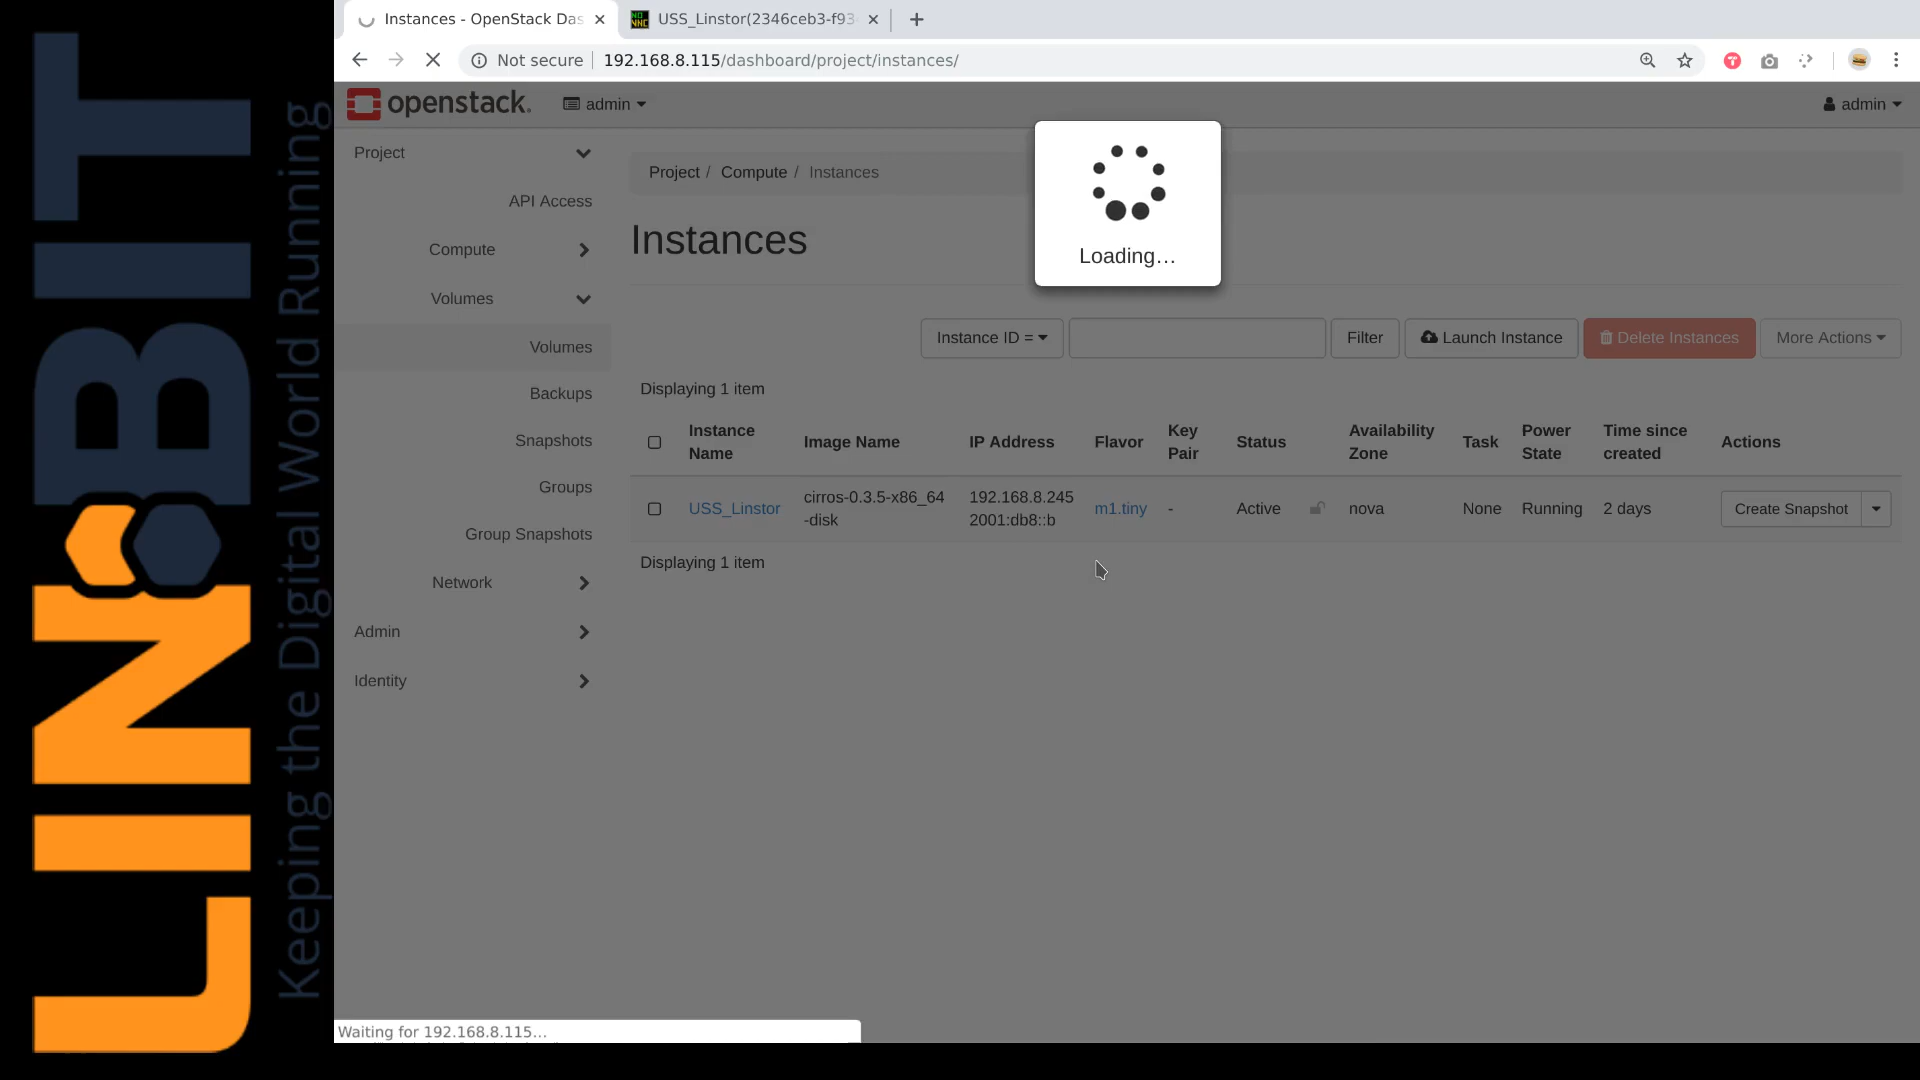 LINBIT
Keeping the Digital World Running
Instances - OpenStack Das
USS_Linstor(2346ceb3-f93
Not secure
192.168.8.115/dashboard/project/instances/
openstack.
admin
admin
Project
API Access
Compute
Volumes
Volumes
Backups
Snapshots
Groups
Group Snapshots
Network
Admin
Identity
Project / Compute / Instances
Instances
Loading...
Instance ID =
Filter
Launch Instance
Delete Instances
More Actions
Displaying 1 item
Instance Name Image Name IP Address Flavor Key Pair Status Availability Zone Task Power State Time since created Actions
USS_Linstor cirros-0.3.5-x86_64-disk 192.168.8.245 2001:db8::b m1.tiny - Active nova None Running 2 days Create Snapshot
Displaying 1 item
Waiting for 192.168.8.115...